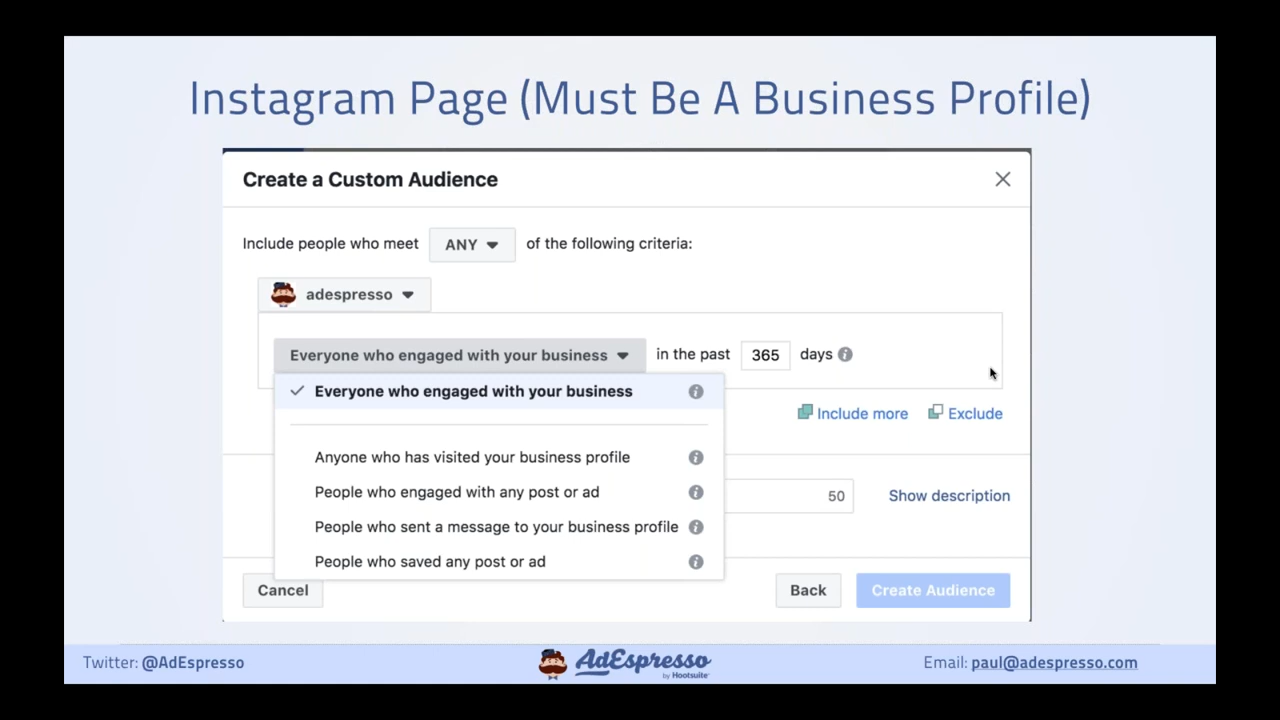 Instagram Page (Must Be A Business Profile)
Create a Custom Audience
Include people who meet ANY of the following criteria:
adespresso
Everyone who engaged with your business in the past 365 days
Everyone who engaged with your business
Include more Exclude
Anyone who has visited your business profile
People who engaged with any post or ad
50 Show description
People who sent a message to your business profile
People who saved any post or ad
Cancel Back Create Audience
Twitter: @AdEspresso AdEspresso Email: paul@adespresso.com
by Hootsuite